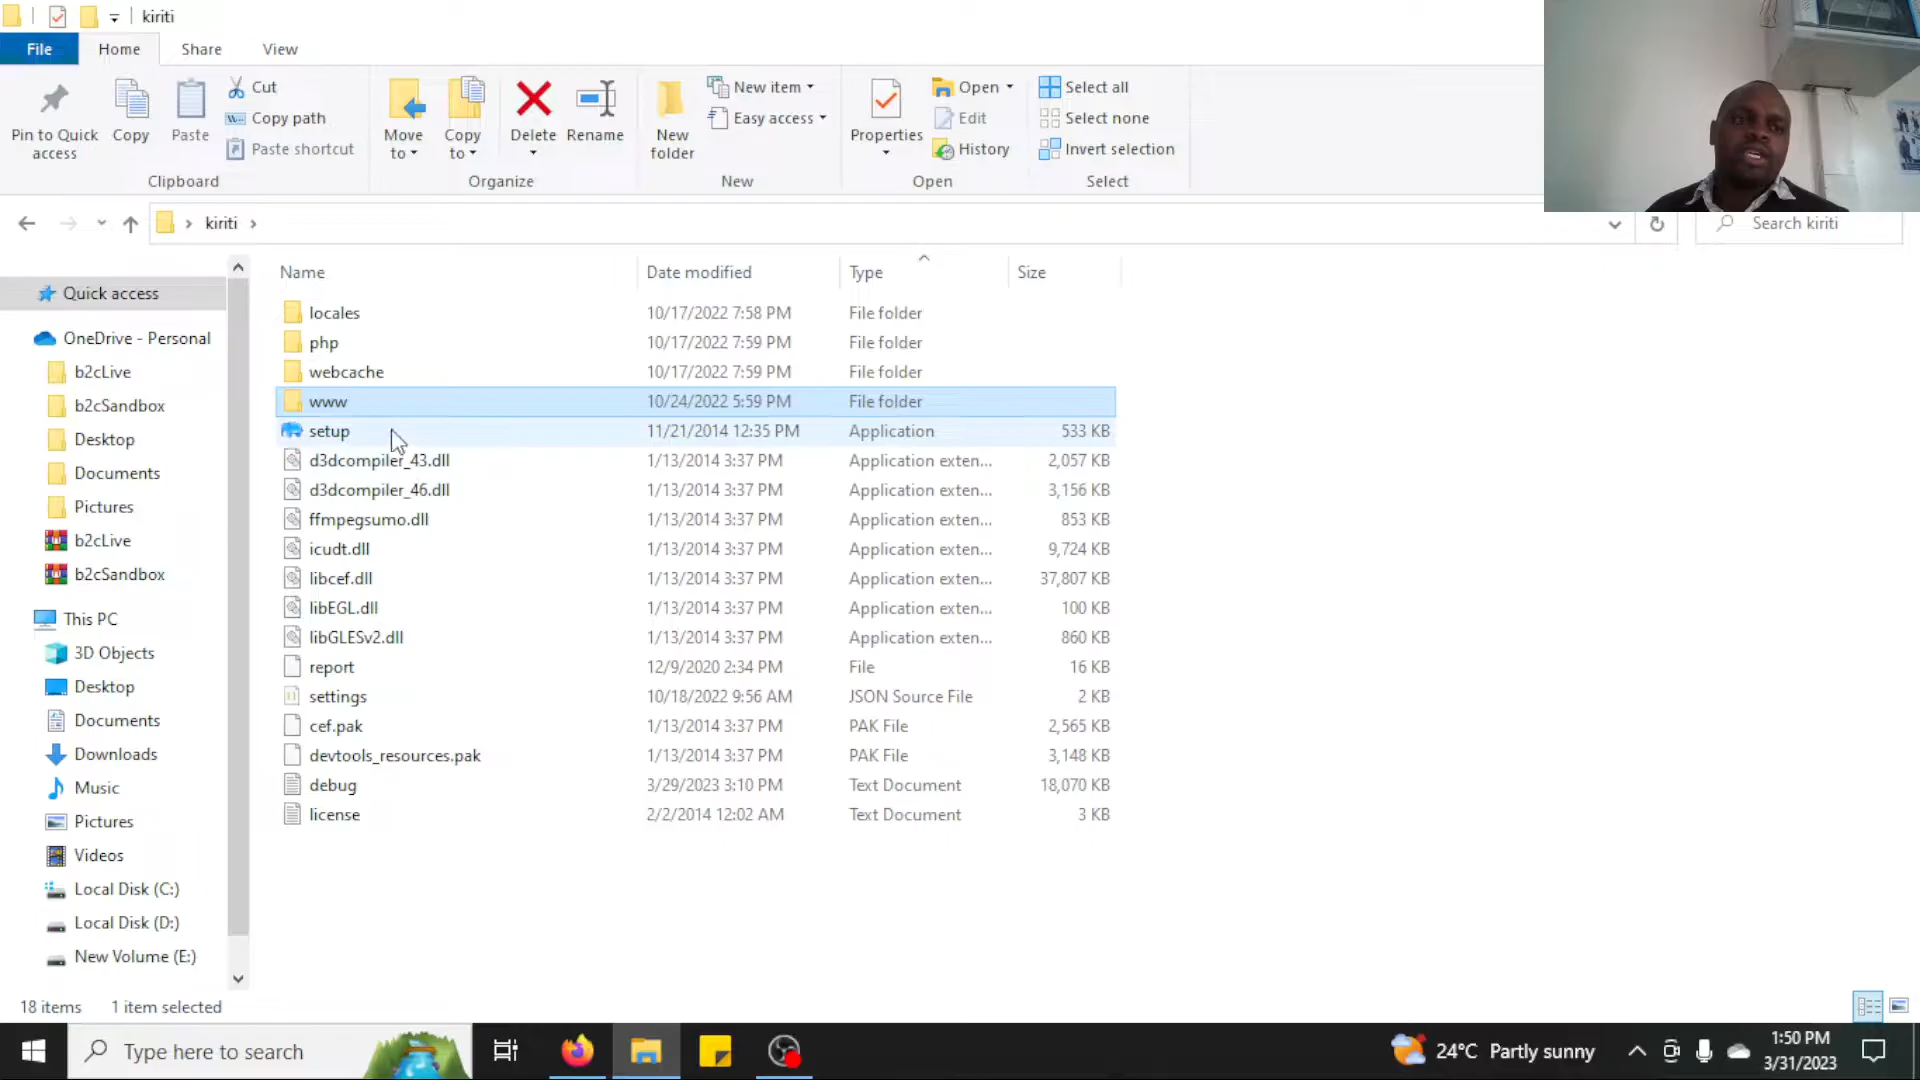 kiriti
File Home Share View
Pin to Quick access
Copy
Paste
Cut
Copy path
Paste shortcut
Clipboard
Move to
Copy to
Delete
Rename
Organize
New folder
New item
Easy access
New
Properties
Open
Edit
History
Open
Select all
Select none
Invert selection
Select
kiriti
Search kiriti
Quick access
OneDrive - Personal
b2cLive
b2cSandbox
Desktop
Documents
Pictures
b2cLive
b2cSandbox
This PC
3D Objects
Desktop
Documents
Downloads
Music
Pictures
Videos
Local Disk (C:)
Local Disk (D:)
New Volume (E:)
Name Date modified Type Size
locales 10/17/2022 7:58 PM File folder
php 10/17/2022 7:59 PM File folder
webcache 10/17/2022 7:59 PM File folder
www 10/24/2022 5:59 PM File folder
setup 11/21/2014 12:35 PM Application 533 KB
d3dcompiler_43.dll 1/13/2014 3:37 PM Application exten... 2,057 KB
d3dcompiler_46.dll 1/13/2014 3:37 PM Application exten... 3,156 KB
ffmpegsumo.dll 1/13/2014 3:37 PM Application exten... 853 KB
icudt.dll 1/13/2014 3:37 PM Application exten... 9,724 KB
libcef.dll 1/13/2014 3:37 PM Application exten... 37,807 KB
libEGL.dll 1/13/2014 3:37 PM Application exten... 100 KB
libGLESv2.dll 1/13/2014 3:37 PM Application exten... 860 KB
report 12/9/2020 2:34 PM File 16 KB
settings 10/18/2022 9:56 AM JSON Source File 2 KB
cef.pak 1/13/2014 3:37 PM PAK File 2,565 KB
devtools_resources.pak 1/13/2014 3:37 PM PAK File 3,148 KB
debug 3/29/2023 3:10 PM Text Document 18,070 KB
license 2/2/2014 12:02 AM Text Document 3 KB
18 items 1 item selected
Type here to search
24°C Partly sunny
1:50 PM
3/31/2023